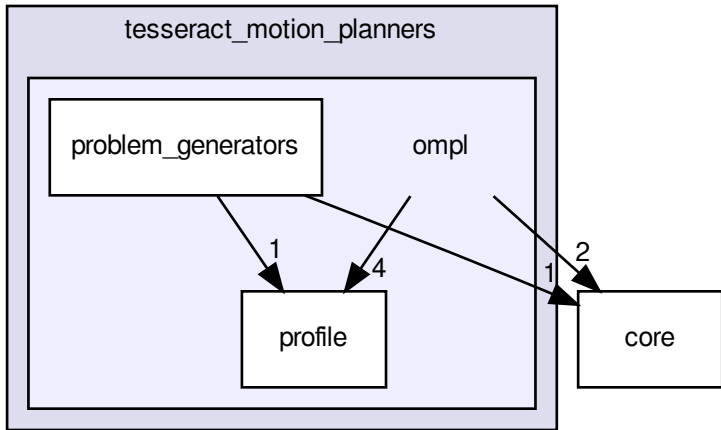 tesseract_motion_planners
problem_generators
ompl
1
4
1
2
profile
core